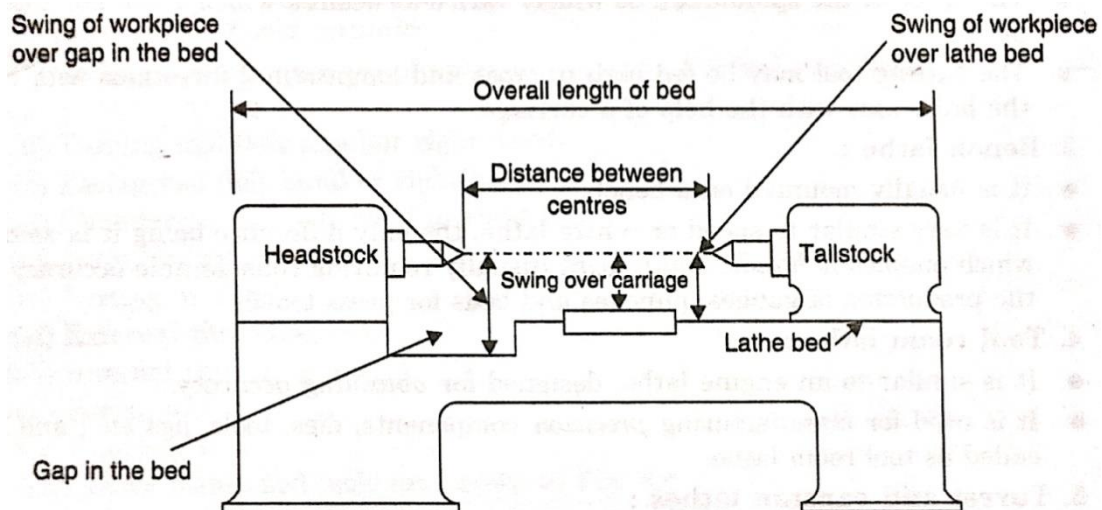 Swing of workpiece
over gap in the bed
Swing of workpiece
over lathe bed
Overall length of bed
Distance between
centres
Headstock
Tailstock
Swing over carriage
Lathe bed
Gap in the bed